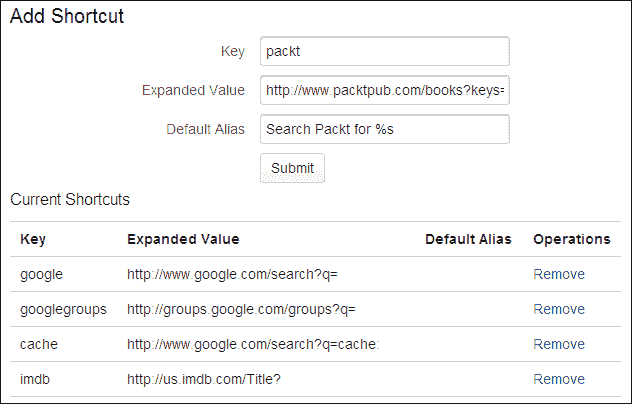 Add Shortcut
Key packt
Expanded Value http://www.packtpub.com/books?keys=
Default Alias Search Packt for %s
Submit
Current Shortcuts
Key Expanded Value Default Alias Operations
google http://www.google.com/search?q= Remove
googlegroups http://groups.google.com/groups?q= Remove
cache http://www.google.com/search?q=cache: Remove
imdb http://us.imdb.com/Title? Remove